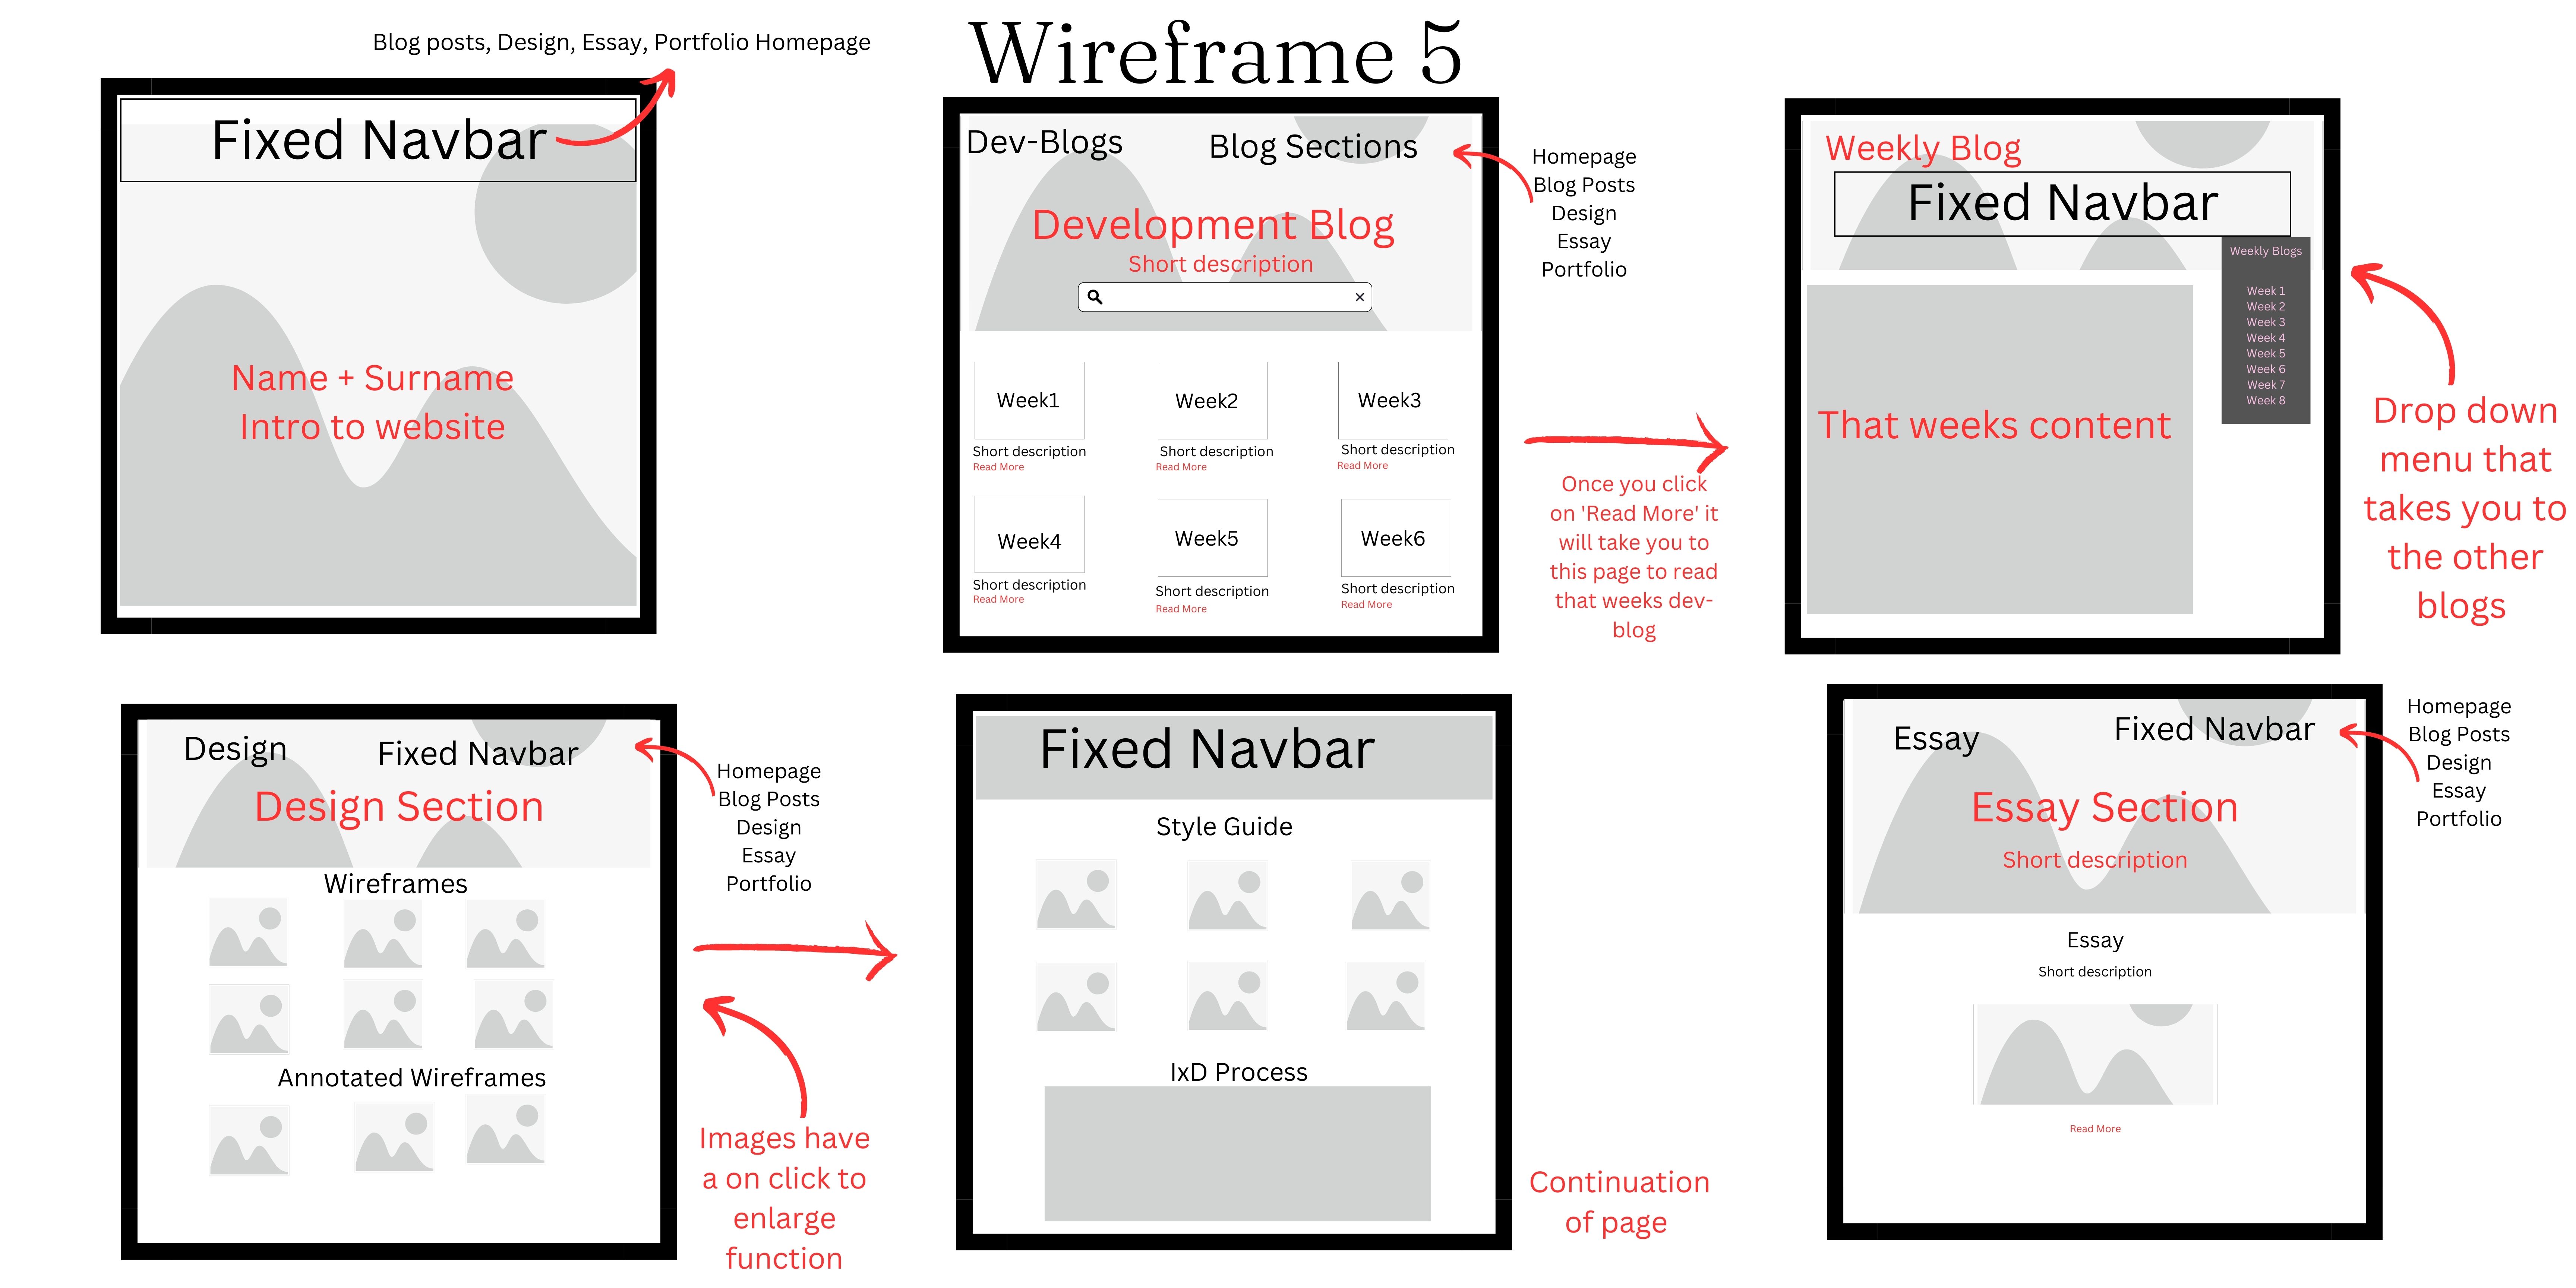 Wireframe 5
Blog posts, Design, Essay, Portfolio Homepage
Fixed Navbar
Name + Surname
Intro to website
Dev-Blogs
Blog Sections
Homepage
Blog Posts
Design
Essay
Portfolio
Development Blog
Short description
Week1
Week2
Week3
Short description
Short description
Short description
Read More
Read More
Read More
Week4
Week5
Week6
Short description
Short description
Short description
Read More
Read More
Read More
Once you click
on 'Read More' it
will take you to
this page to read
that weeks dev-
blog
Weekly Blog
Fixed Navbar
Weekly Blogs
Week 1
Week 2
Week 3
Week 4
Week 5
Week 6
Week 7
Week 8
That weeks content
Drop down
menu that
takes you to
the other
blogs
Design
Fixed Navbar
Design Section
Homepage
Blog Posts
Design
Essay
Portfolio
Wireframes
Annotated Wireframes
Images have
a on click to
enlarge
function
Fixed Navbar
Style Guide
IxD Process
Continuation
of page
Essay
Fixed Navbar
Homepage
Blog Posts
Design
Essay
Portfolio
Essay Section
Short description
Essay
Short description
Read More